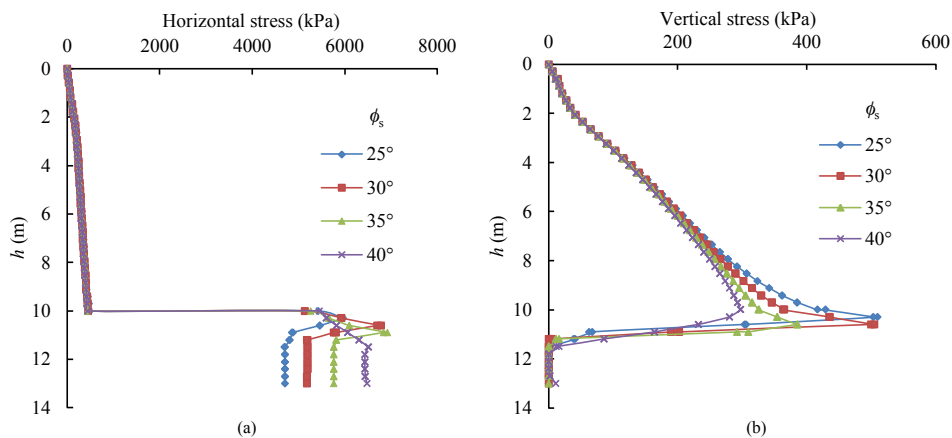 Horizontal stress (kPa)
0 2000 4000 6000 8000
0
2
4
6
8
10
12
14
h (m)
ϕs
25°
30°
35°
40°
(a)
Vertical stress (kPa)
0 200 400 600
0
2
4
6
8
10
12
14
h (m)
ϕs
25°
30°
35°
40°
(b)